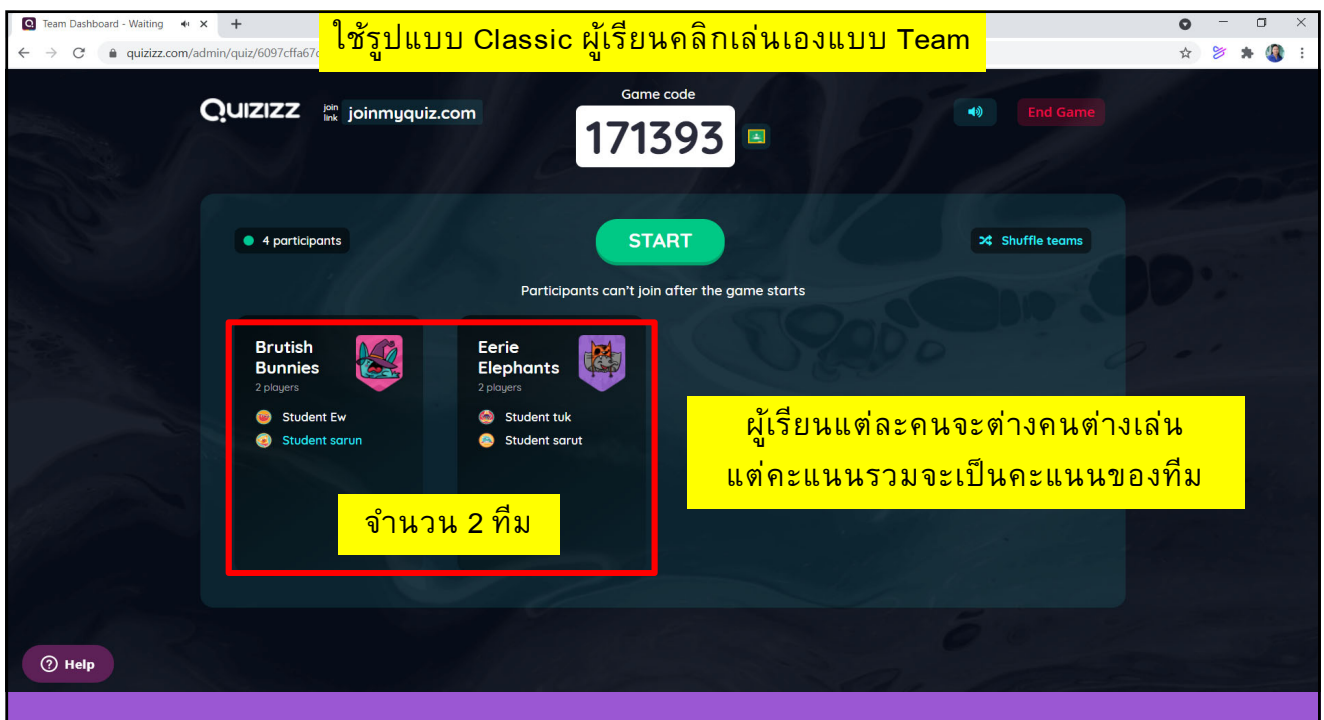 Team Dashboard - Waiting
ใช้รูปแบบ Classic ผู้เรียนคลิกเล่นเองแบบ Team
quizizz.com/admin/quiz/6097cffa67
QUIZIZZ
join link
joinmyquiz.com
Game code
171393
End Game
4 participants
START
Shuffle teams
Participants can't join after the game starts
Brutish
Bunnies
2 players
Student Ew
Student sarun
Eerie
Elephants
2 players
Student tuk
Student sarut
ผู้เรียนแต่ละคนจะต่างคนต่างเล่น
แต่คะแนนรวมจะเป็นคะแนนของทีม
จำนวน 2 ทีม
Help